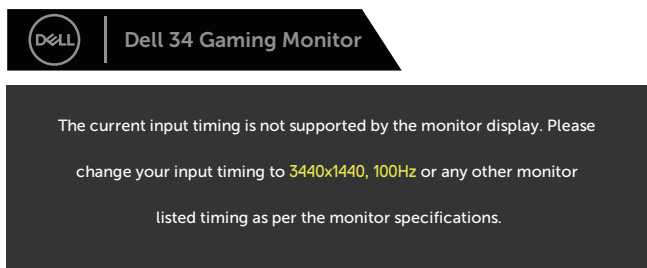 DELL
Dell 34 Gaming Monitor
The current input timing is not supported by the monitor display. Please
change your input timing to 3440x1440, 100Hz or any other monitor
listed timing as per the monitor specifications.